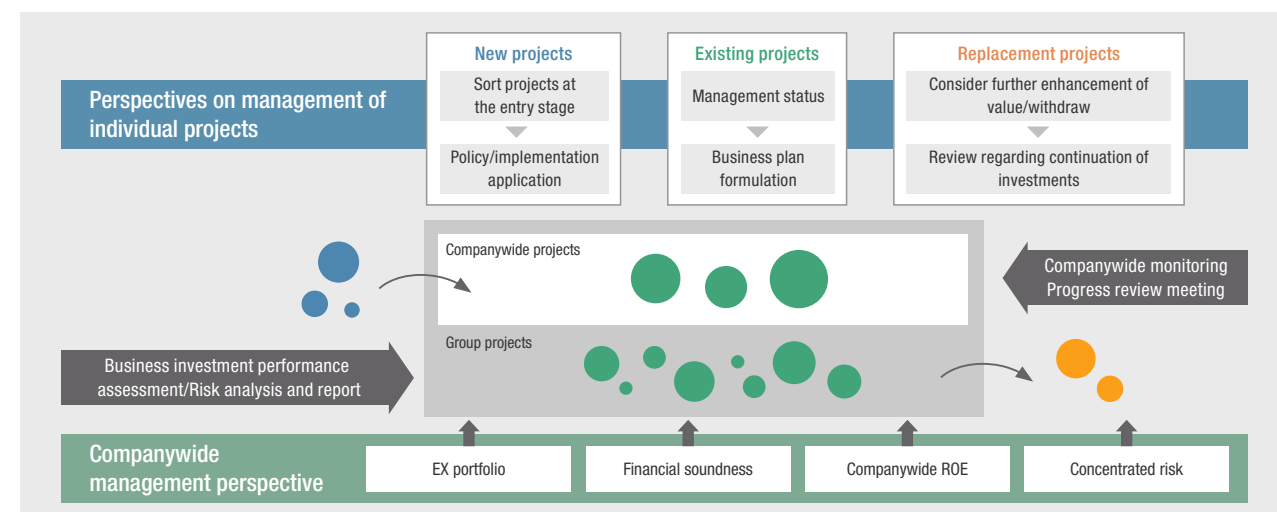 New projects
Sort projects at
the entry stage
Policy/implementation
application
Existing projects
Management status
Business plan
formulation
Replacement projects
Consider further enhancement of
value/withdraw
Review regarding continuation of
investments
Perspectives on management of
individual projects
Companywide projects
Group projects
Companywide monitoring
Progress review meeting
Business investment performance
assessment/Risk analysis and report
Companywide
management perspective
EX portfolio
Financial soundness
Companywide ROE
Concentrated risk